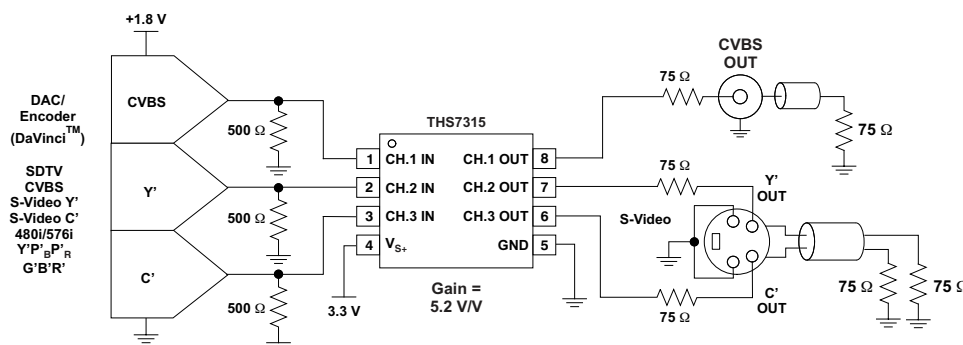 +1.8 V
DAC/
Encoder
(DaVinci™)
SDTV
CVBS
S-Video Y'
S-Video C'
480i/576i
Y'P'BP'R
G'B'R'
CVBS
Y'
C'
500 Ω
500 Ω
500 Ω
THS7315
1 CH.1 IN CH.1 OUT 8
2 CH.2 IN CH.2 OUT 7
3 CH.3 IN CH.3 OUT 6
4 VS+ GND 5
3.3 V
Gain =
5.2 V/V
CVBS
OUT
75 Ω
75 Ω
75 Ω
Y'
OUT
S-Video
75 Ω
C'
OUT
75 Ω
75 Ω